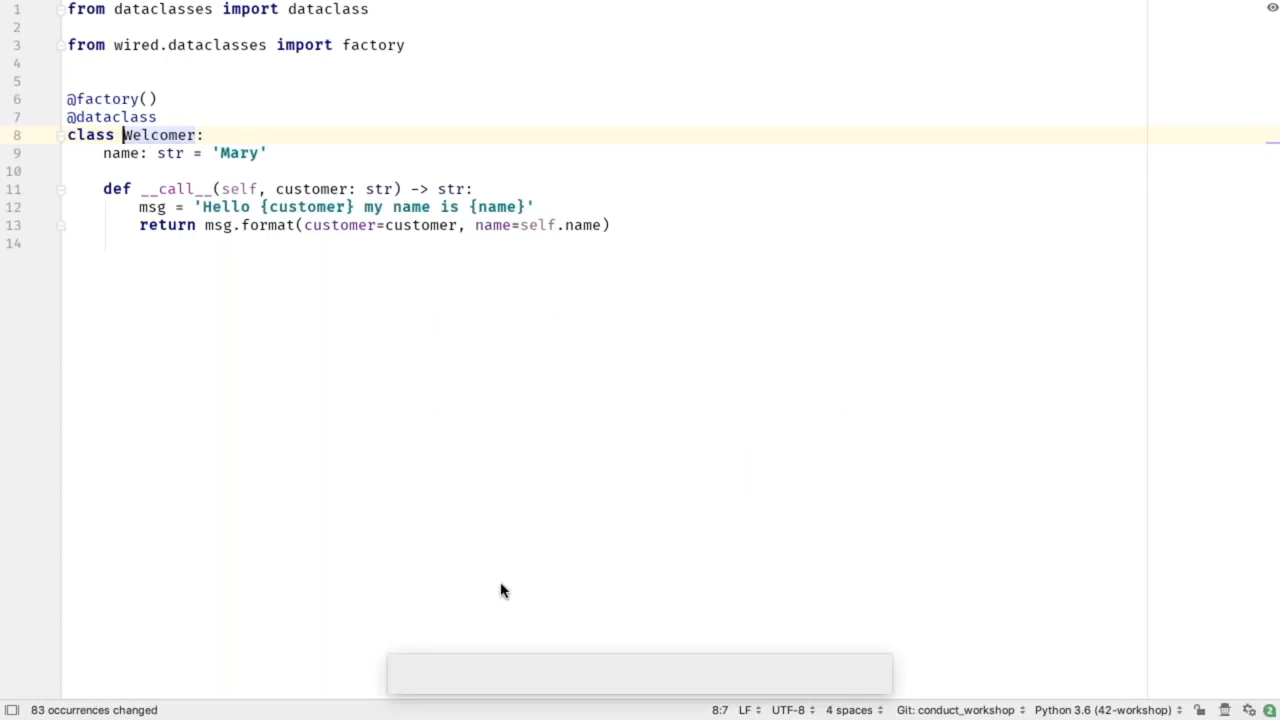 1 from dataclasses import dataclass
2
3 from wired.dataclasses import factory
4
5
6 @factory()
7 @dataclass
8 class Welcomer:
9 name: str = 'Mary'
10
11 def __call__(self, customer: str) -> str:
12 msg = 'Hello {customer} my name is {name}'
13 return msg.format(customer=customer, name=self.name)
14
83 occurrences changed 8:7 LF UTF-8 4 spaces Git: conduct_workshop Python 3.6 (42-workshop) 2